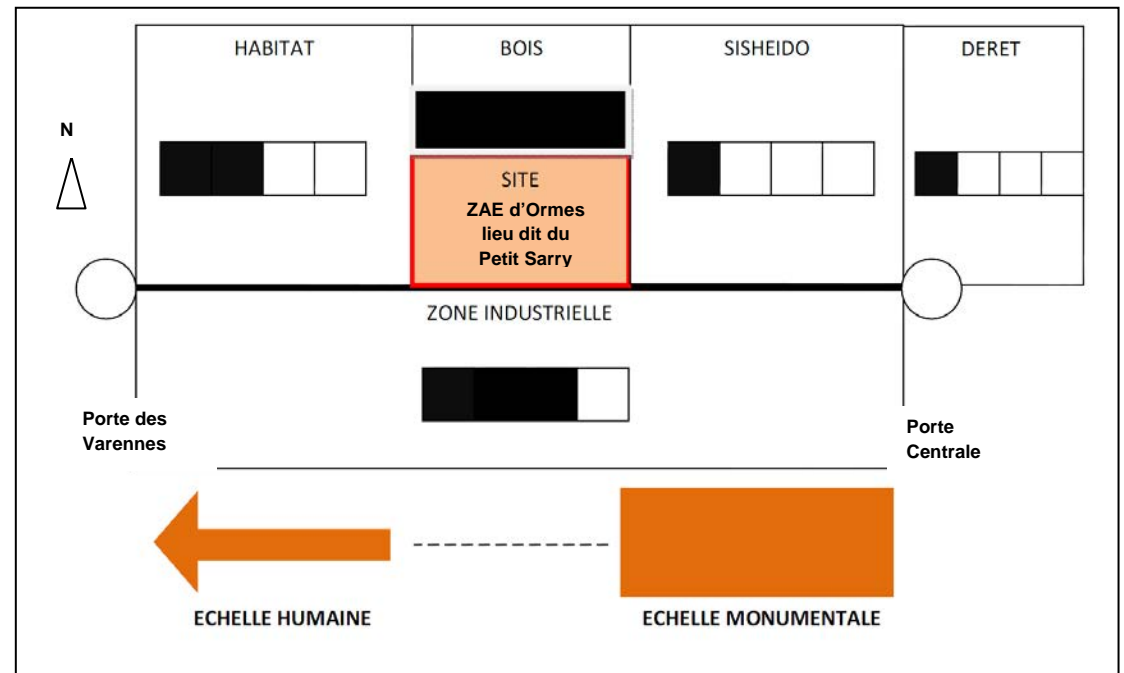 HABITAT
BOIS
SISHEIDO
DERET
N
SITE
ZAE d’Ormes
lieu dit du
Petit Sarry
ZONE INDUSTRIELLE
Porte des
Varennes
Porte
Centrale
ECHELLE HUMAINE
ECHELLE MONUMENTALE